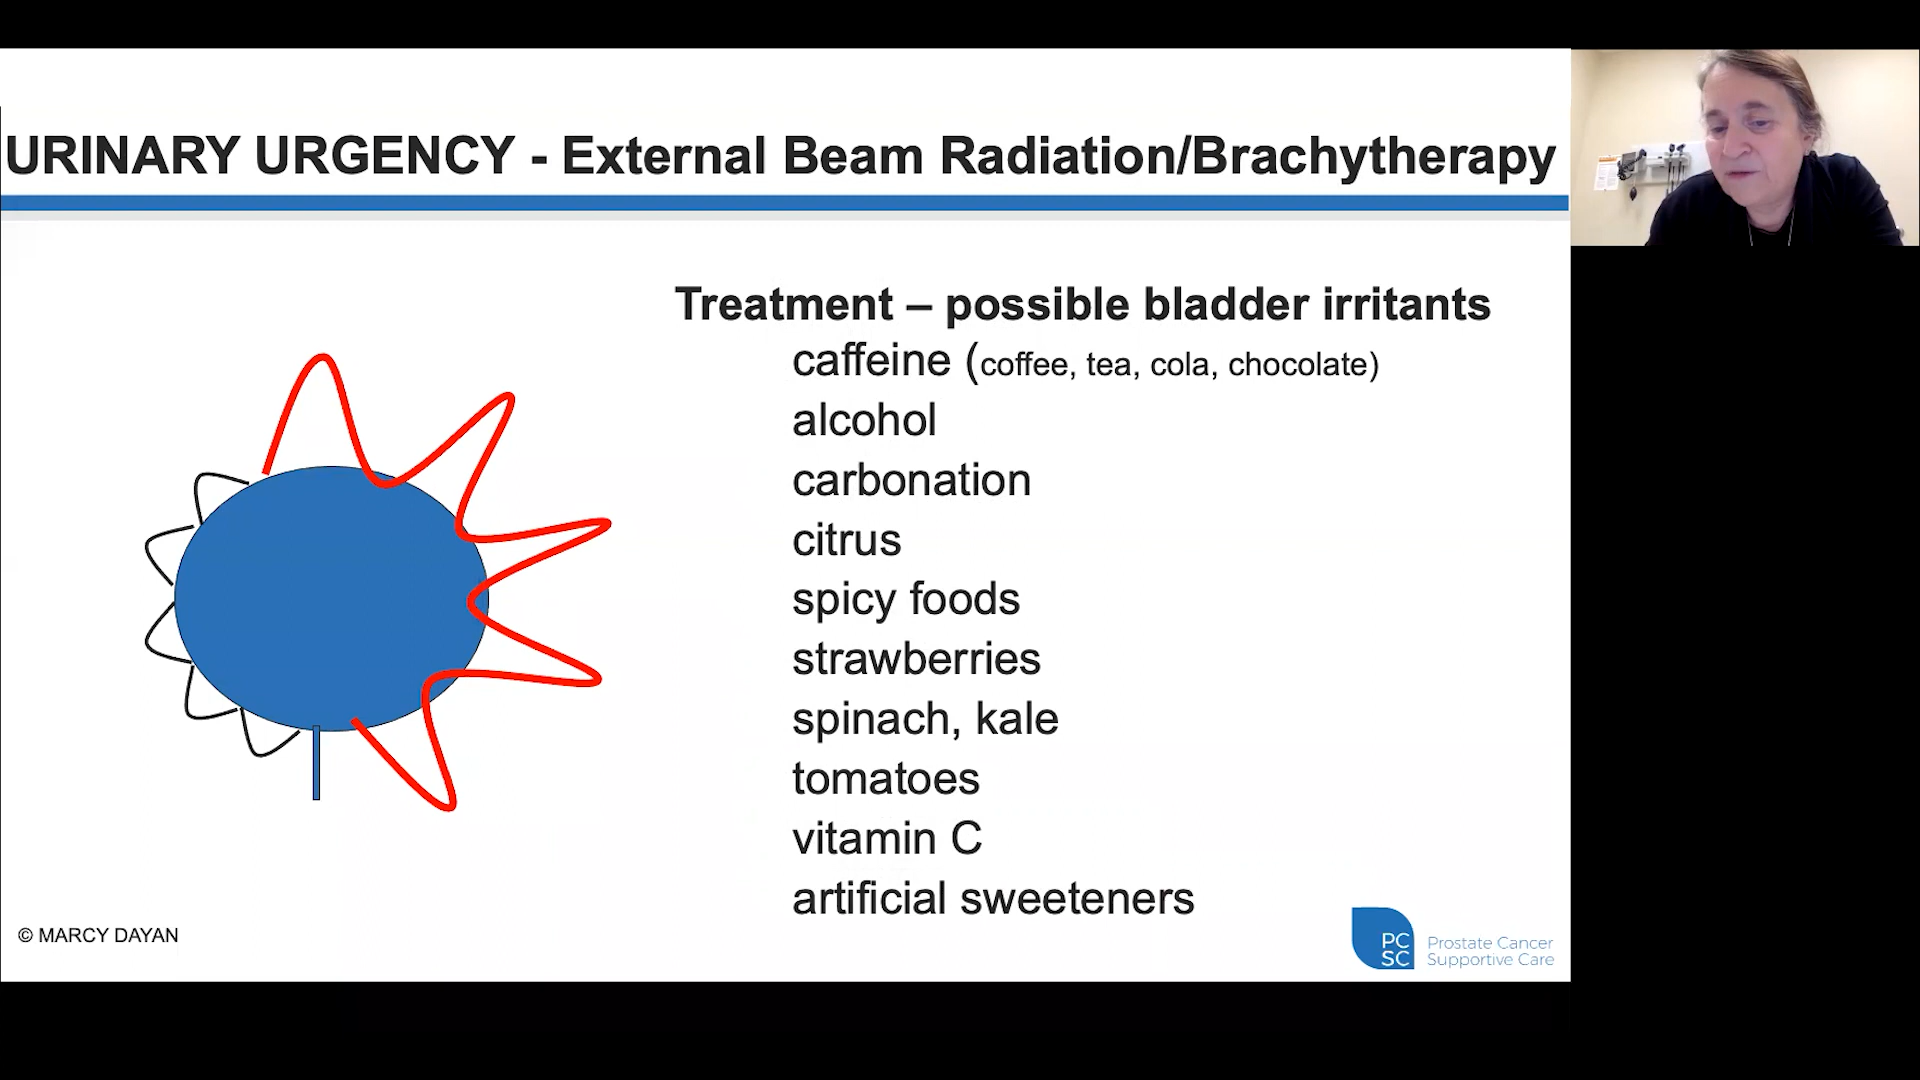 URINARY URGENCY - External Beam Radiation/Brachytherapy
Treatment – possible bladder irritants
caffeine (coffee, tea, cola, chocolate)
alcohol
carbonation
citrus
spicy foods
strawberries
spinach, kale
tomatoes
vitamin C
artificial sweeteners
© MARCY DAYAN
PC
SC
Prostate Cancer
Supportive Care